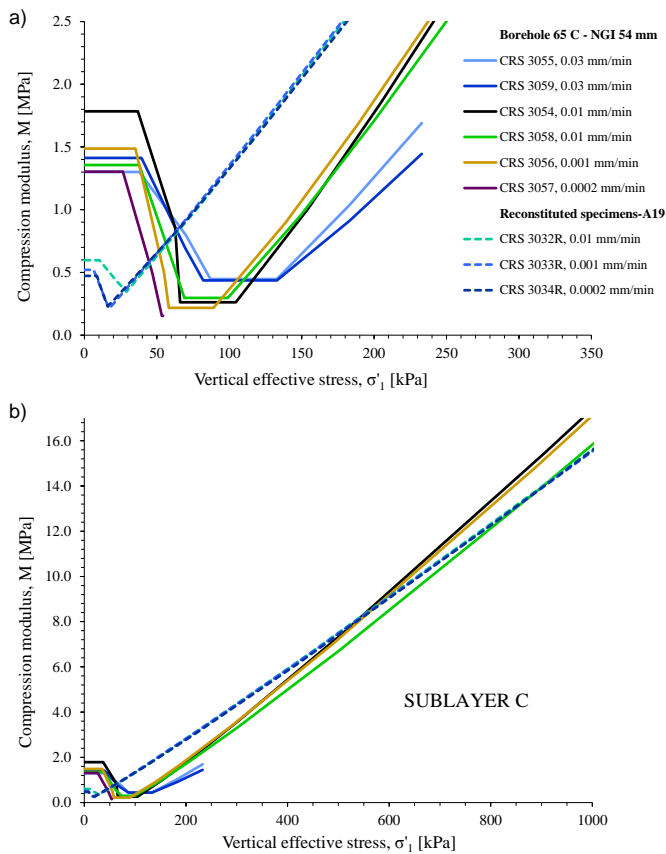 a)
2.5
2.0
1.5
1.0
0.5
0.0
Compression modulus, M [MPa]
0 50 100 150 200 250 300 350
Vertical effective stress, σ'1 [kPa]
Borehole 65 C - NGI 54 mm
CRS 3055, 0.03 mm/min
CRS 3059, 0.03 mm/min
CRS 3054, 0.01 mm/min
CRS 3058, 0.01 mm/min
CRS 3056, 0.001 mm/min
CRS 3057, 0.0002 mm/min
Reconstituted specimens-A19
CRS 3032R, 0.01 mm/min
CRS 3033R, 0.001 mm/min
CRS 3034R, 0.0002 mm/min
b)
16.0
14.0
12.0
10.0
8.0
6.0
4.0
2.0
0.0
Compression modulus, M [MPa]
SUBLAYER C
0 200 400 600 800 1000
Vertical effective stress, σ'1 [kPa]